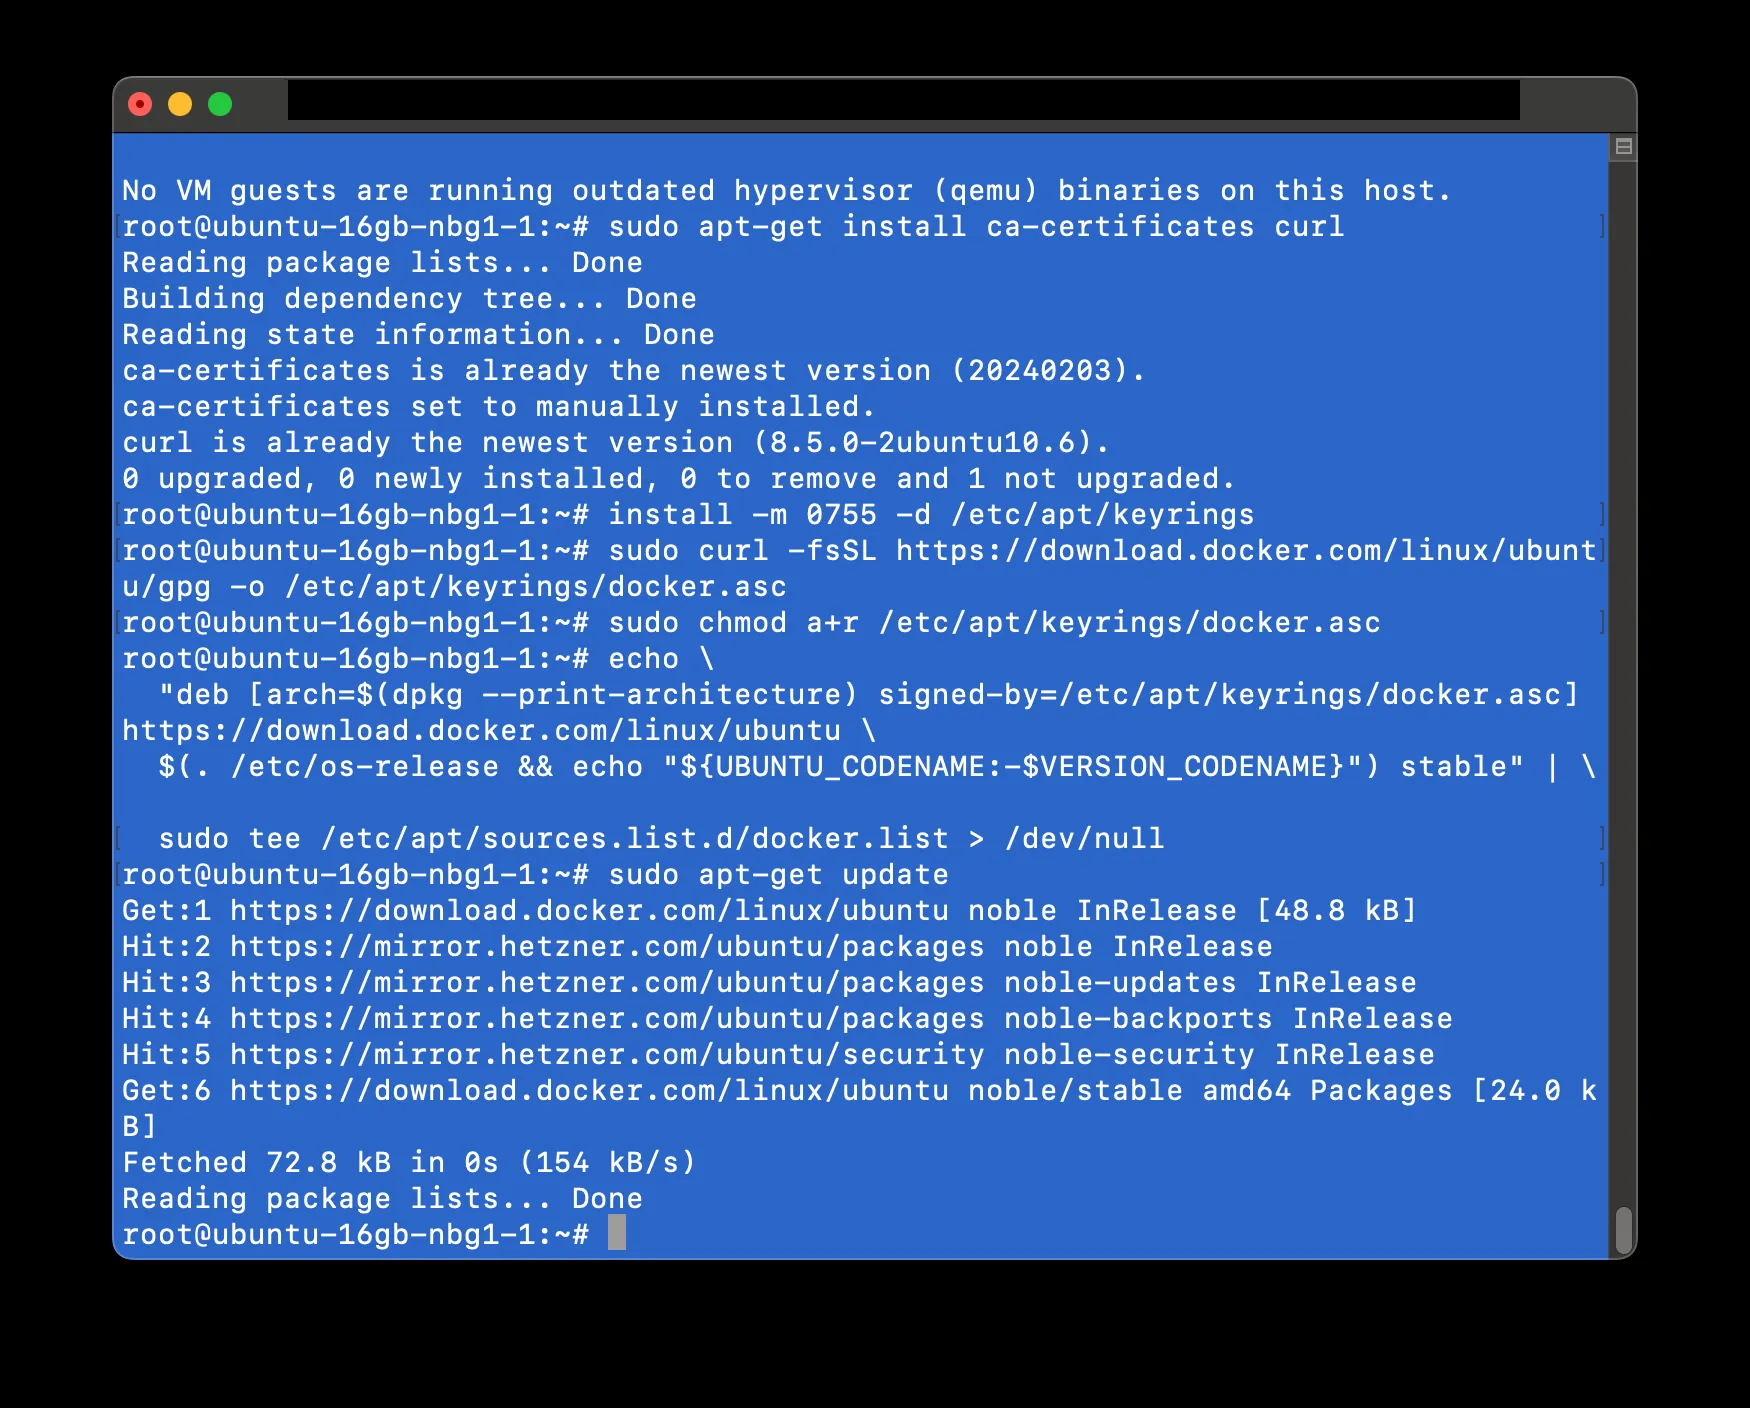 No VM guests are running outdated hypervisor (qemu) binaries on this host.
[root@ubuntu-16gb-nbg1-1:~# sudo apt-get install ca-certificates curl ]
Reading package lists... Done
Building dependency tree... Done
Reading state information... Done
ca-certificates is already the newest version (20240203).
ca-certificates set to manually installed.
curl is already the newest version (8.5.0-2ubuntu10.6).
0 upgraded, 0 newly installed, 0 to remove and 1 not upgraded.
[root@ubuntu-16gb-nbg1-1:~# install -m 0755 -d /etc/apt/keyrings ]
[root@ubuntu-16gb-nbg1-1:~# sudo curl -fsSL https://download.docker.com/linux/ubunt]
u/gpg -o /etc/apt/keyrings/docker.asc
[root@ubuntu-16gb-nbg1-1:~# sudo chmod a+r /etc/apt/keyrings/docker.asc ]
root@ubuntu-16gb-nbg1-1:~# echo \
  "deb [arch=$(dpkg --print-architecture) signed-by=/etc/apt/keyrings/docker.asc]
https://download.docker.com/linux/ubuntu \
  $(. /etc/os-release && echo "${UBUNTU_CODENAME:-$VERSION_CODENAME}") stable" | \
[  sudo tee /etc/apt/sources.list.d/docker.list > /dev/null ]
[root@ubuntu-16gb-nbg1-1:~# sudo apt-get update ]
Get:1 https://download.docker.com/linux/ubuntu noble InRelease [48.8 kB]
Hit:2 https://mirror.hetzner.com/ubuntu/packages noble InRelease
Hit:3 https://mirror.hetzner.com/ubuntu/packages noble-updates InRelease
Hit:4 https://mirror.hetzner.com/ubuntu/packages noble-backports InRelease
Hit:5 https://mirror.hetzner.com/ubuntu/security noble-security InRelease
Get:6 https://download.docker.com/linux/ubuntu noble/stable amd64 Packages [24.0 k
B]
Fetched 72.8 kB in 0s (154 kB/s)
Reading package lists... Done
root@ubuntu-16gb-nbg1-1:~#